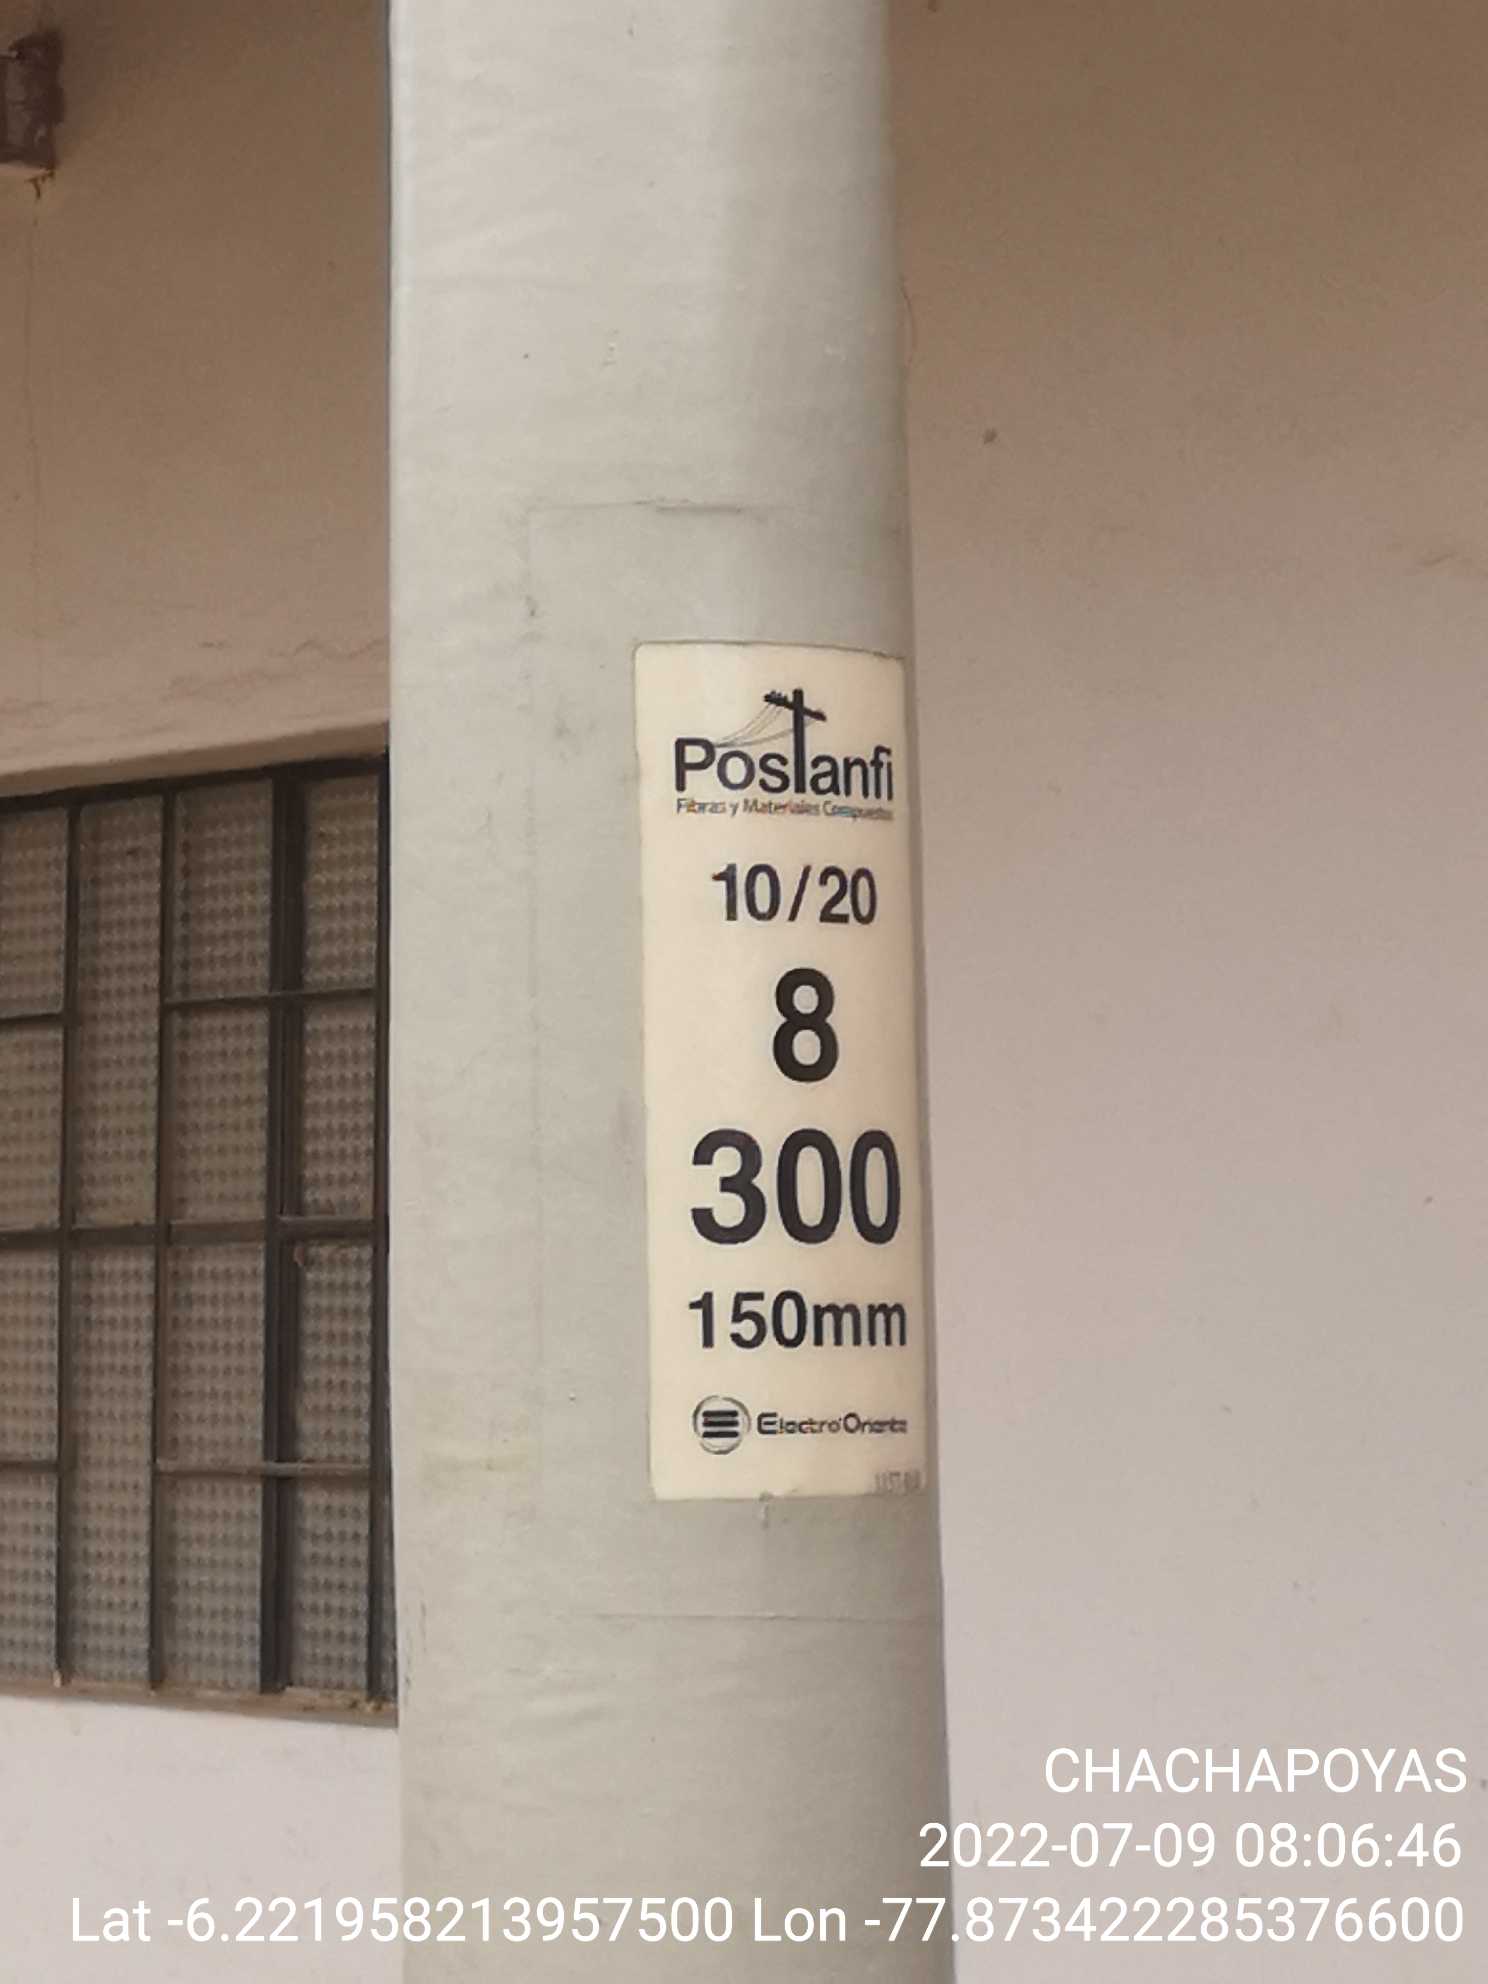 Postanfi
Fibras y Materiales Compuestos
10/20
8
300
150mm
Electro Oriente
CHACHAPOYAS
2022-07-09 08:06:46
Lat -6.221958213957500 Lon -77.873422285376600